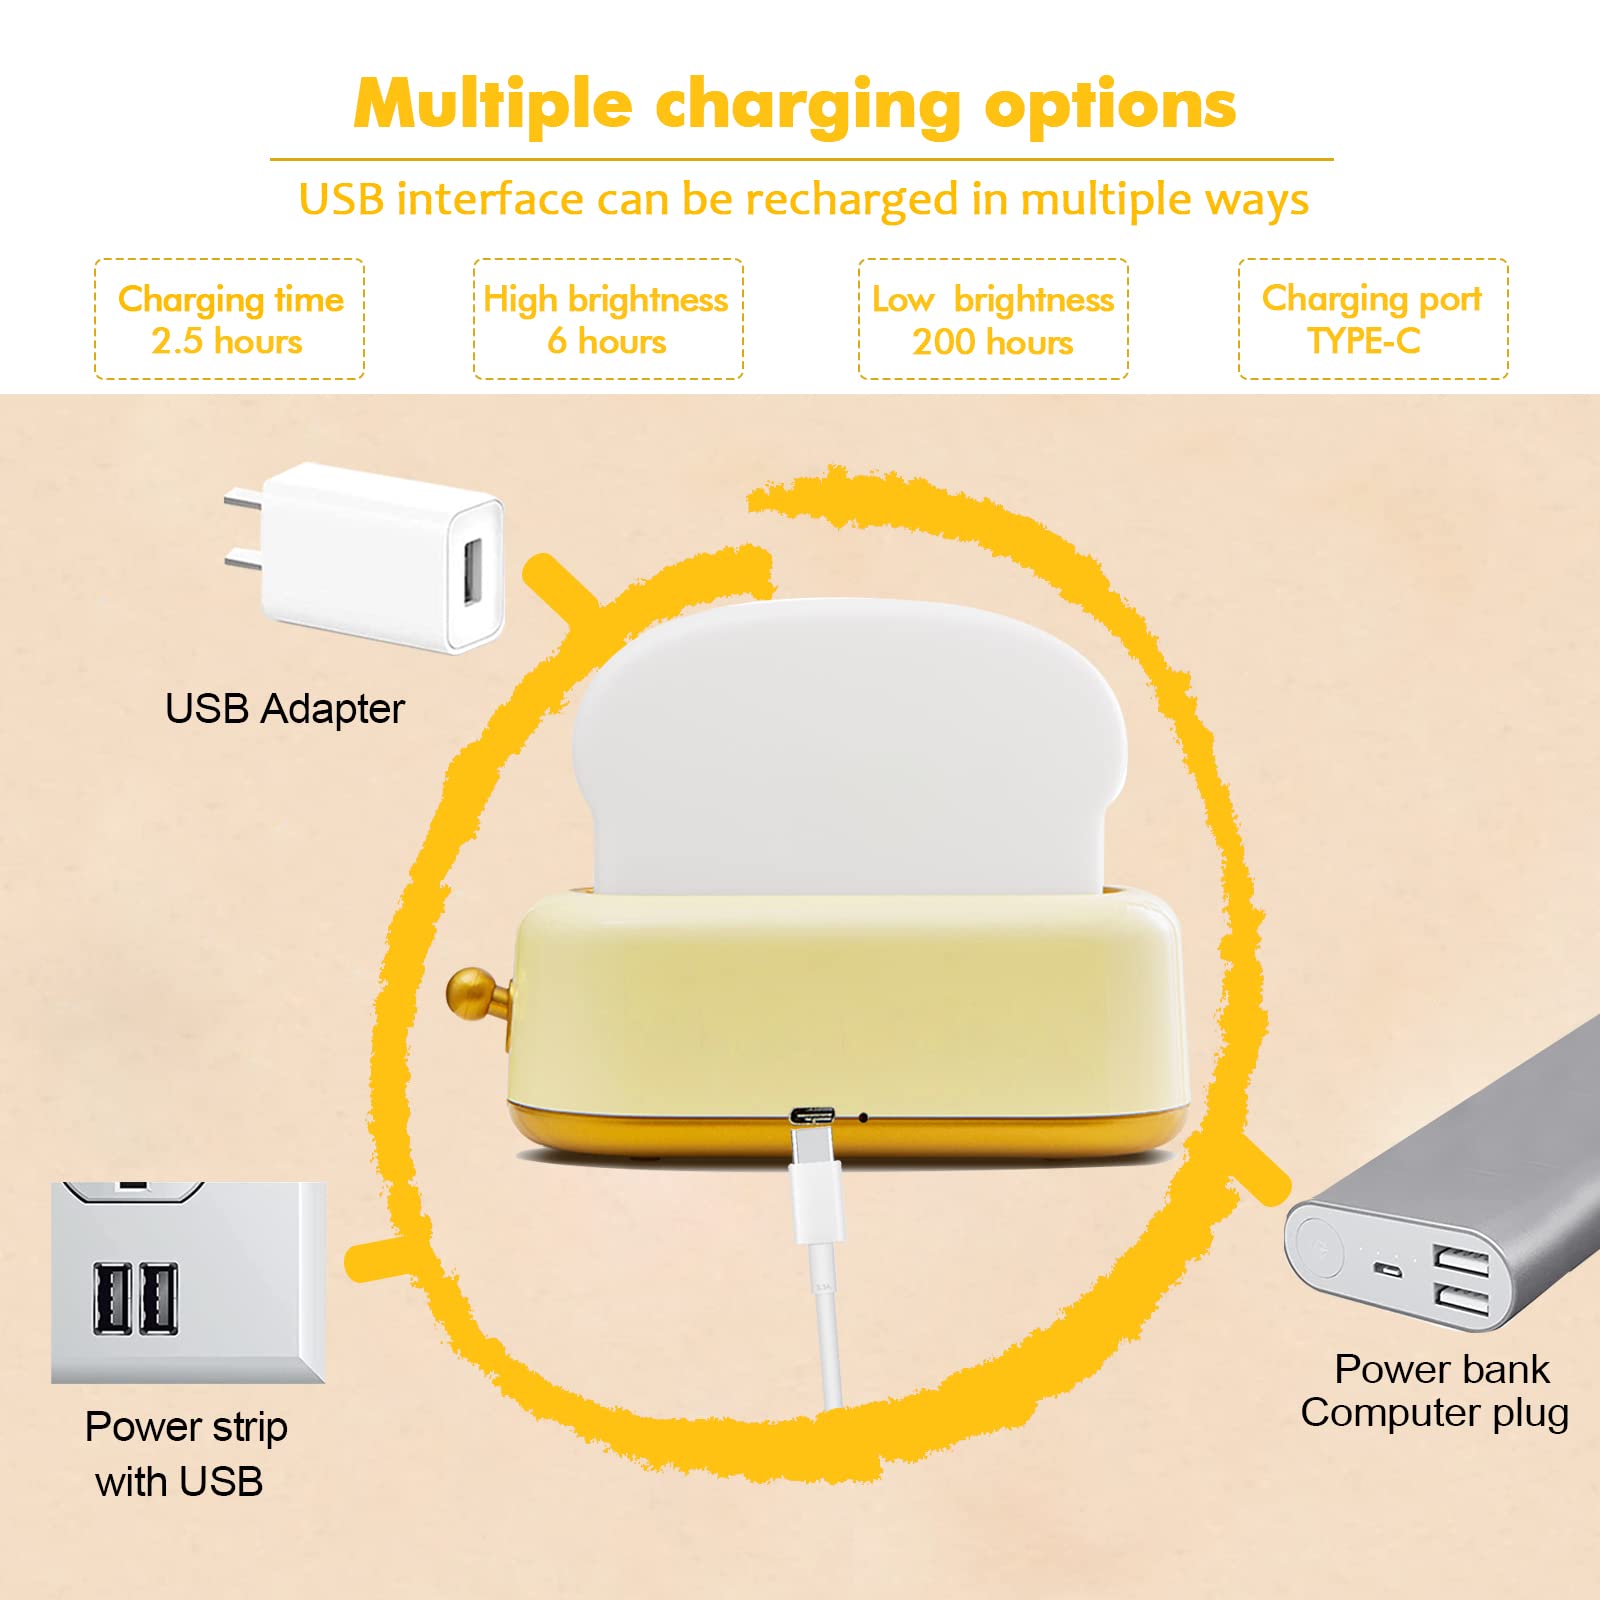 Multiple charging options
USB interface can be recharged in multiple ways
Charging time
2.5 hours
High brightness
6 hours
Low brightness
200 hours
Charging port
TYPE-C
USB Adapter
Power strip
with USB
Power bank
Computer plug